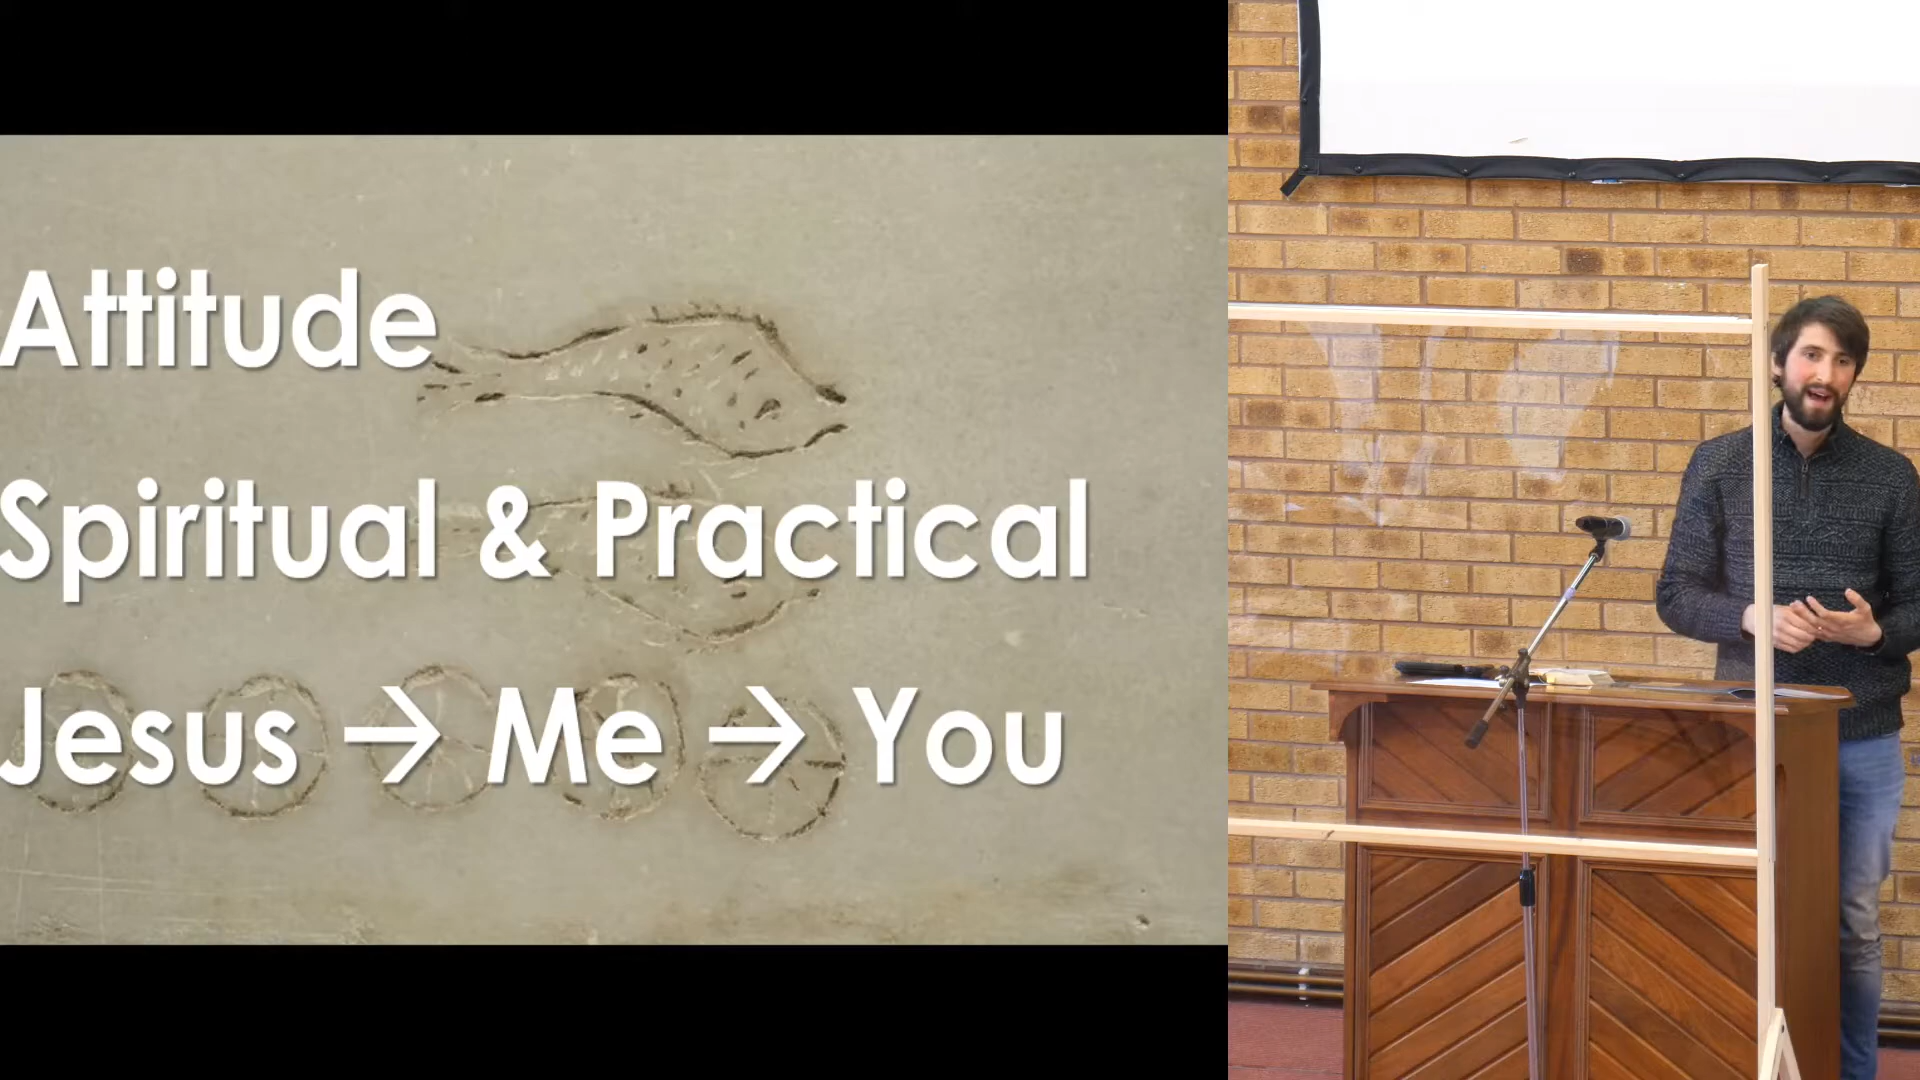 Attitude
Spiritual & Practical
Jesus → Me → You